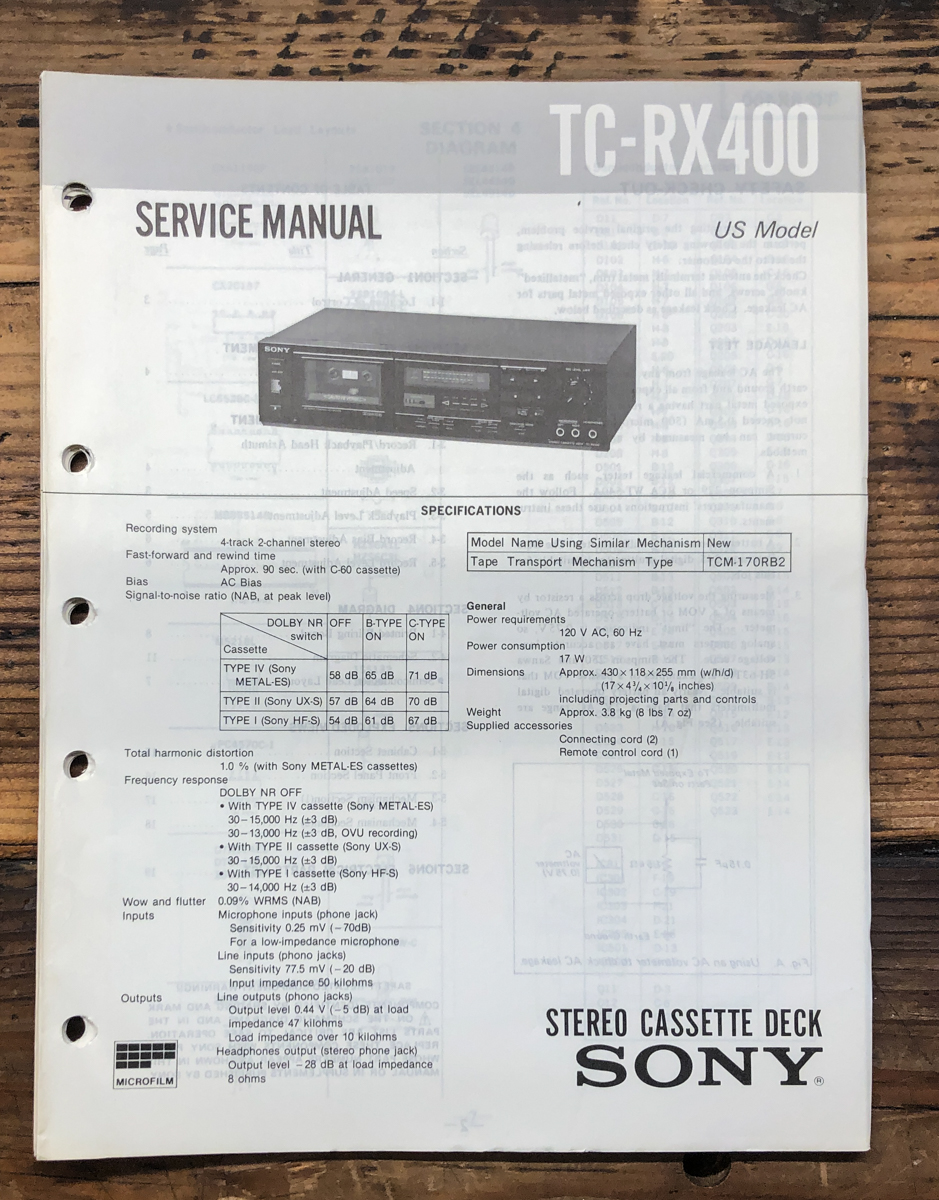 TC-RX400
SERVICE MANUAL
US Model
SONY
SPECIFICATIONS
Recording system
4-track 2-channel stereo
Fast-forward and rewind time
Approx. 90 sec. (with C-60 cassette)
Bias AC Bias
Signal-to-noise ratio (NAB, at peak level)
DOLBY NR switch Cassette OFF B-TYPE ON C-TYPE ON
TYPE IV (Sony METAL-ES) 58 dB 65 dB 71 dB
TYPE II (Sony UX-S) 57 dB 64 dB 70 dB
TYPE I (Sony HF-S) 54 dB 61 dB 67 dB
Total harmonic distortion
1.0 % (with Sony METAL-ES cassettes)
Frequency response
DOLBY NR OFF
• With TYPE IV cassette (Sony METAL-ES)
30–15,000 Hz (±3 dB)
30–13,000 Hz (±3 dB, OVU recording)
• With TYPE II cassette (Sony UX-S)
30–15,000 Hz (±3 dB)
• With TYPE I cassette (Sony HF-S)
30–14,000 Hz (±3 dB)
Wow and flutter 0.09% WRMS (NAB)
Inputs Microphone inputs (phone jack)
Sensitivity 0.25 mV (–70dB)
For a low-impedance microphone
Line inputs (phono jacks)
Sensitivity 77.5 mV (–20 dB)
Input impedance 50 kilohms
Outputs Line outputs (phono jacks)
Output level 0.44 V (–5 dB) at load
impedance 47 kilohms
Load impedance over 10 kilohms
Headphones output (stereo phone jack)
Output level –28 dB at load impedance
8 ohms
MICROFILM
Model Name Using Similar Mechanism New
Tape Transport Mechanism Type TCM-170RB2
General
Power requirements
120 V AC, 60 Hz
Power consumption
17 W
Dimensions Approx. 430×118×255 mm (w/h/d)
(17×4 3/4×10 1/8 inches)
including projecting parts and controls
Weight Approx. 3.8 kg (8 lbs 7 oz)
Supplied accessories
Connecting cord (2)
Remote control cord (1)
STEREO CASSETTE DECK
SONY®